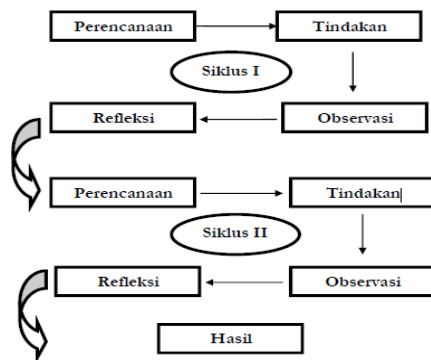 Perencanaan
Tindakan
Siklus I
Refleksi
Observasi
Perencanaan
Tindakan
Siklus II
Refleksi
Observasi
Hasil